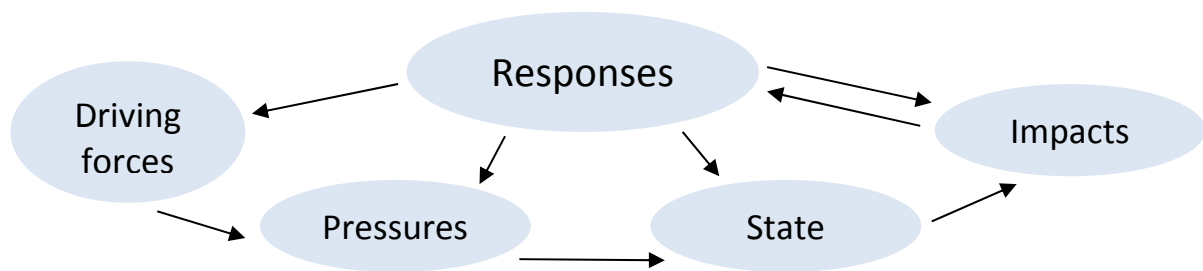 Responses
Driving
forces
Impacts
Pressures
State